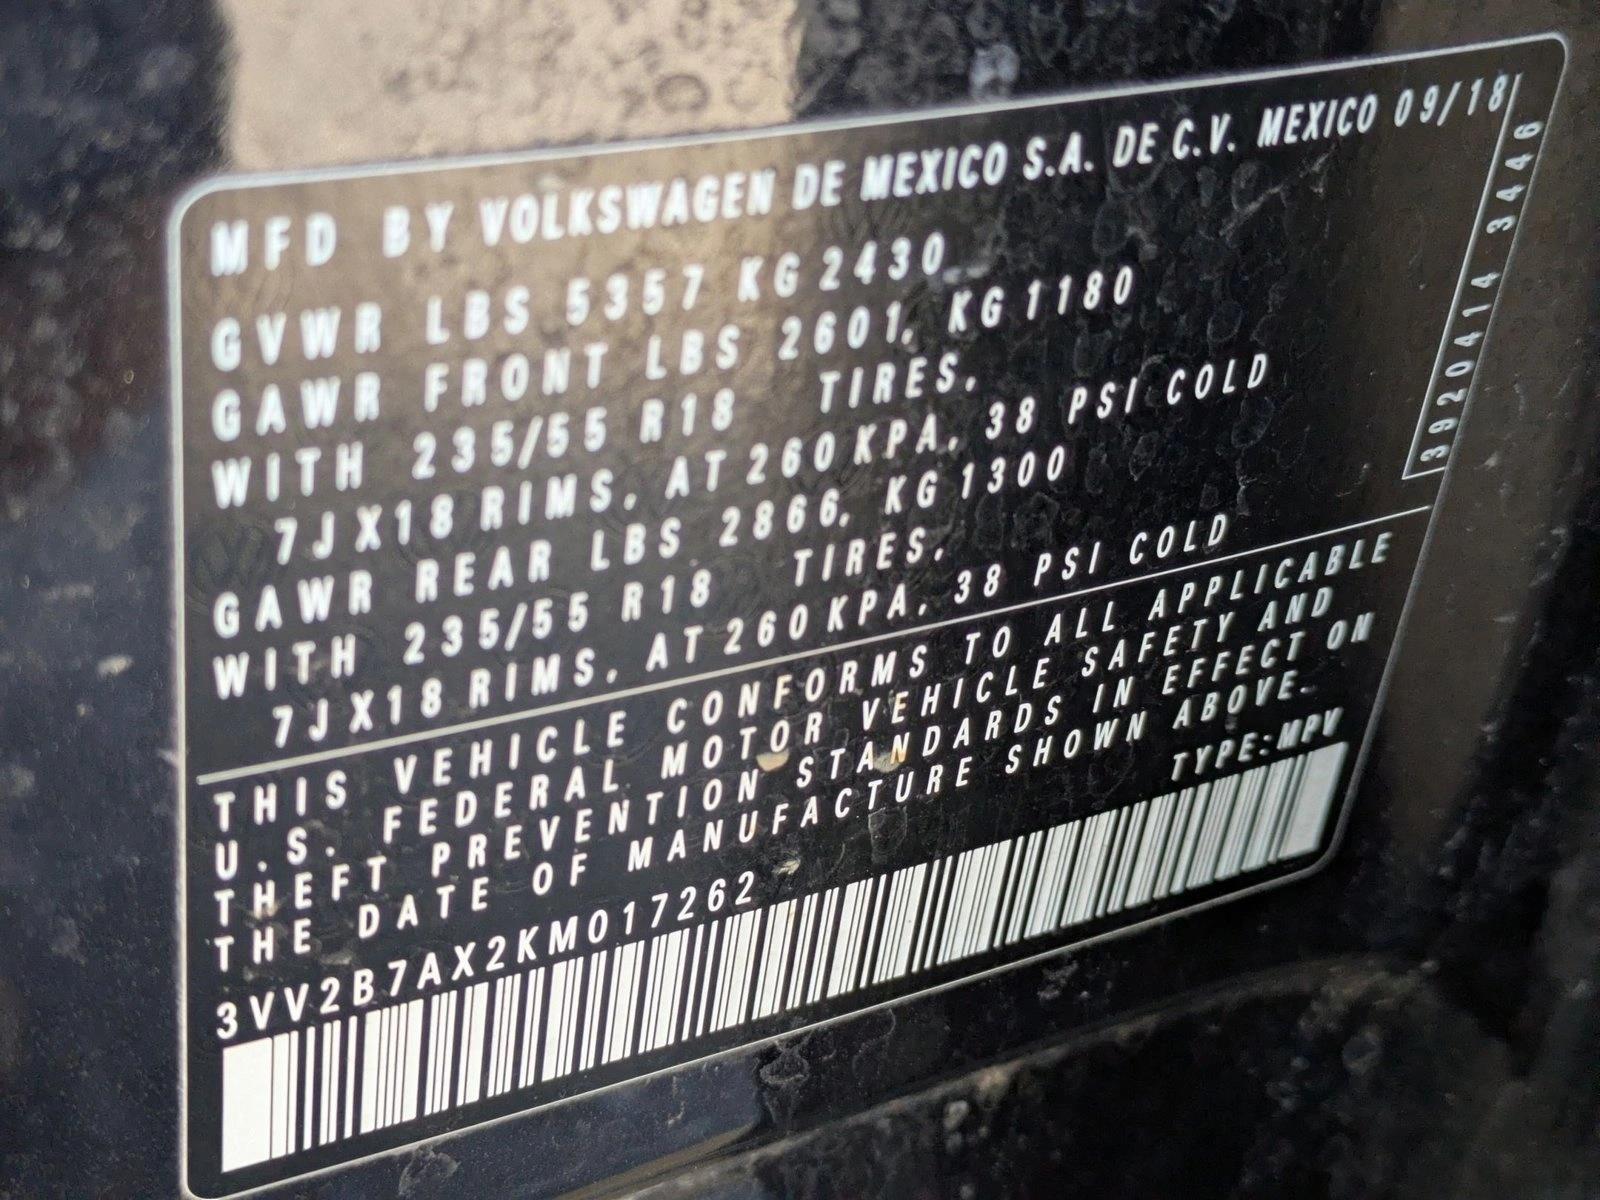 MFD BY VOLKSWAGEN DE MEXICO S.A. DE C.V. MEXICO 09/18
GVWR LBS 5357 KG 2430
GAWR FRONT LBS 2601, KG 1180
WITH 235/55 R18 TIRES,
7JX18 RIMS, AT 260 KPA, 38 PSI COLD
GAWR REAR LBS 2866, KG 1300
WITH 235/55 R18 TIRES,
7JX18 RIMS, AT 260 KPA, 38 PSI COLD
3920414 3446
THIS VEHICLE CONFORMS TO ALL APPLICABLE
U.S. FEDERAL MOTOR VEHICLE SAFETY AND
THEFT PREVENTION STANDARDS IN EFFECT ON
THE DATE OF MANUFACTURE SHOWN ABOVE.
TYPE:MPV
3VV2B7AX2KM017262